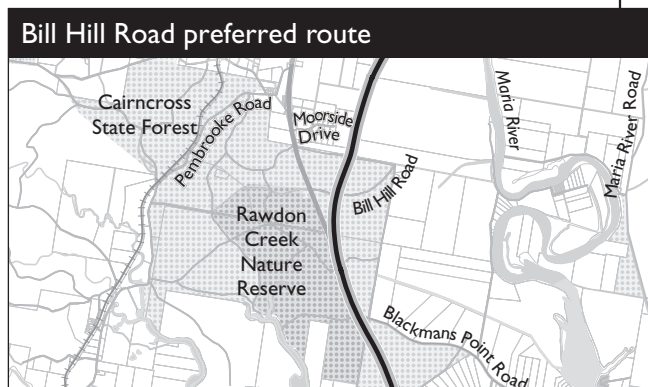 Bill Hill Road preferred route
Cairncross
State Forest
Pembrooke Road
Moorside
Drive
Maria River
Maria River Road
Bill Hill Road
Rawdon
Creek
Nature
Reserve
Blackmans Point Road